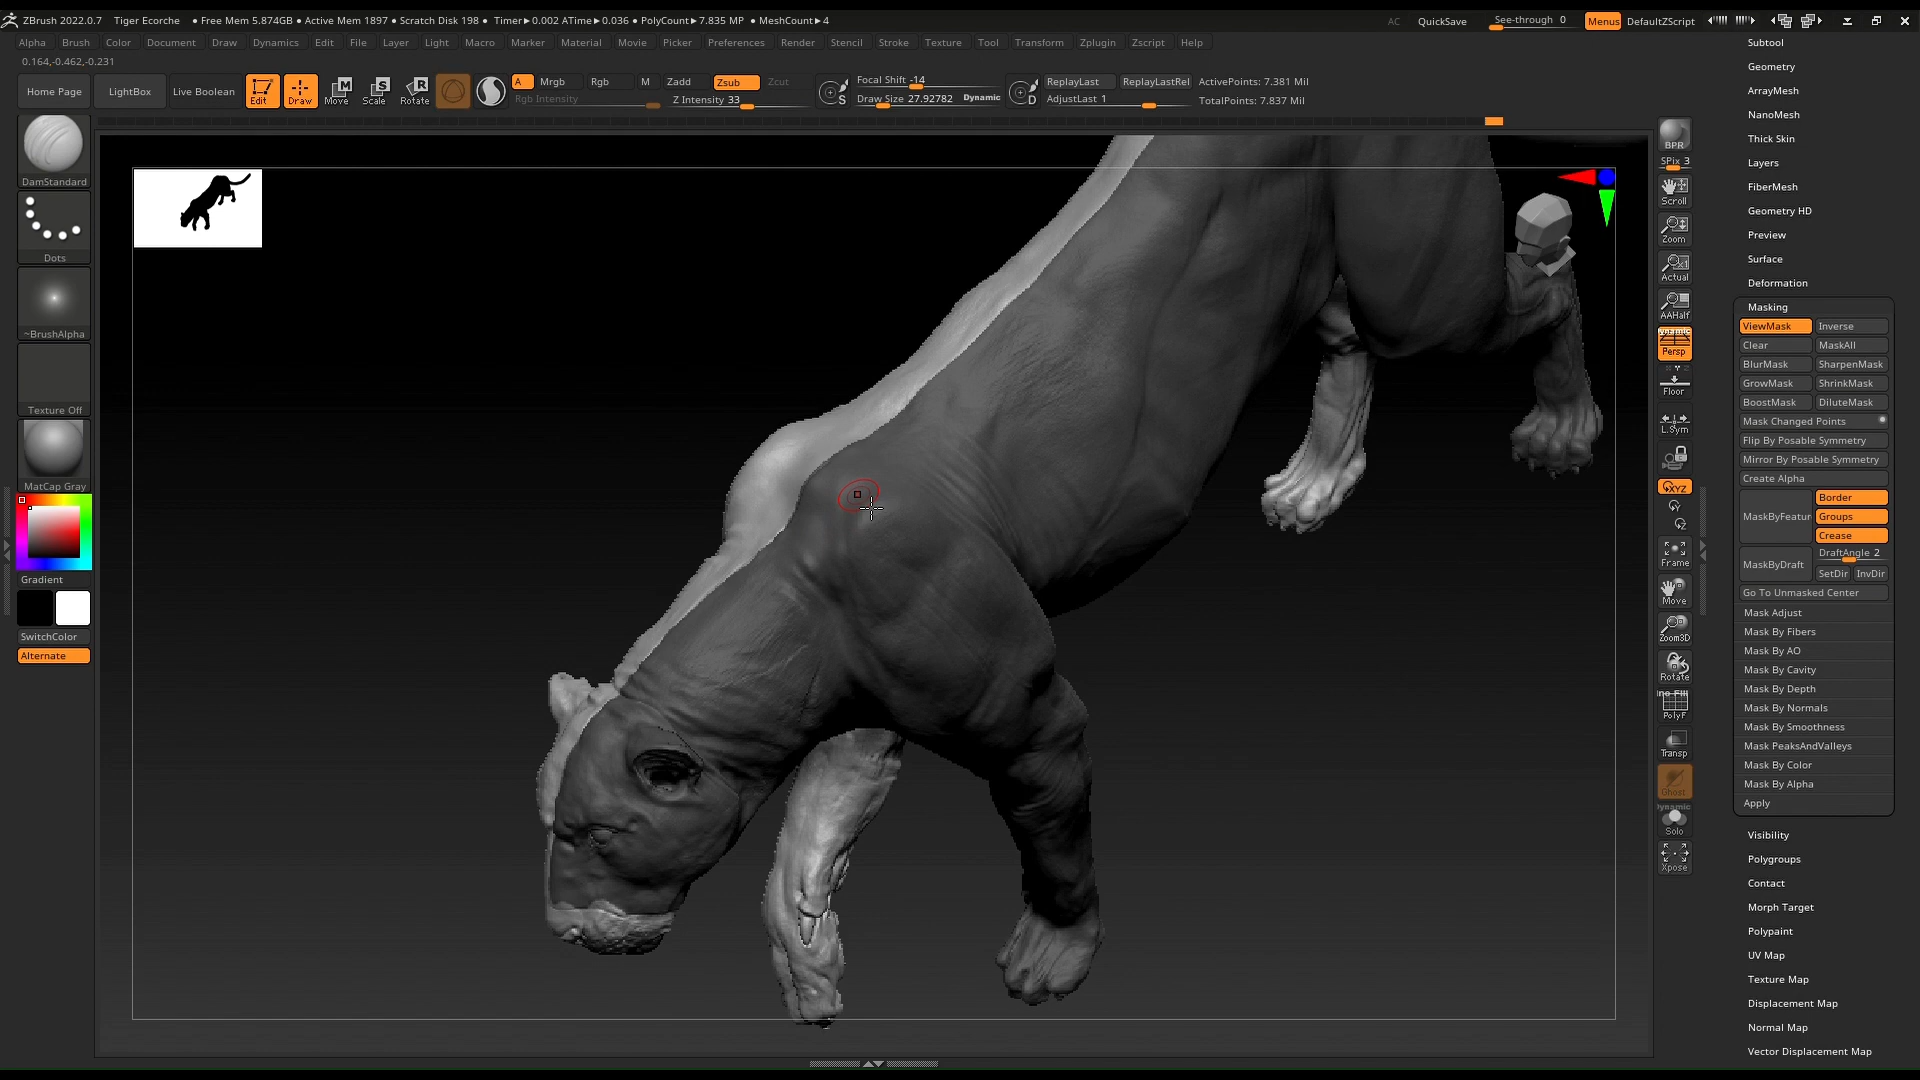 ZBrush 2022.0.7 Tiger Ecorche • Free Mem 5.874GB • Active Mem 1897 • Scratch Disk 198 • Timer▶0.002 ATime▶0.036 • PolyCount▶7.835 MP • MeshCount▶4 AC QuickSave See-through 0 Menus DefaultZScript
Alpha Brush Color Document Draw Dynamics Edit File Layer Light Macro Marker Material Movie Picker Preferences Render Stencil Stroke Texture Tool Transform Zplugin Zscript Help
0.164,-0.462,-0.231
Home Page LightBox Live Boolean Edit Draw Move Scale Rotate
A Mrgb Rgb M Zadd Zsub Zcut
Rgb Intensity Z Intensity 33
S
Focal Shift -14
Draw Size 27.92782 Dynamic
D
ReplayLast ReplayLastRel
AdjustLast 1
ActivePoints: 7.381 Mil
TotalPoints: 7.837 Mil
DamStandard
Dots
~BrushAlpha
Texture Off
MatCap Gray
Gradient
SwitchColor
Alternate
BPR
SPix 3
Scroll
Zoom
Actual
AAHalf
Persp
Floor
L.Sym
XYZ
Y
Z
Frame
Move
Zoom3D
Rotate
PolyF
Transp
Ghost
Dynamic
Solo
Xpose
Subtool
Geometry
ArrayMesh
NanoMesh
Thick Skin
Layers
FiberMesh
Geometry HD
Preview
Surface
Deformation
Masking
ViewMask Inverse
Clear MaskAll
BlurMask SharpenMask
GrowMask ShrinkMask
BoostMask DiluteMask
Mask Changed Points
Flip By Posable Symmetry
Mirror By Posable Symmetry
Create Alpha
MaskByFeatur Border
Groups
Crease
MaskByDraft DraftAngle 2
SetDir InvDir
Go To Unmasked Center
Mask Adjust
Mask By Fibers
Mask By AO
Mask By Cavity
Mask By Depth
Mask By Normals
Mask By Smoothness
Mask PeaksAndValleys
Mask By Color
Mask By Alpha
Apply
Visibility
Polygroups
Contact
Morph Target
Polypaint
UV Map
Texture Map
Displacement Map
Normal Map
Vector Displacement Map